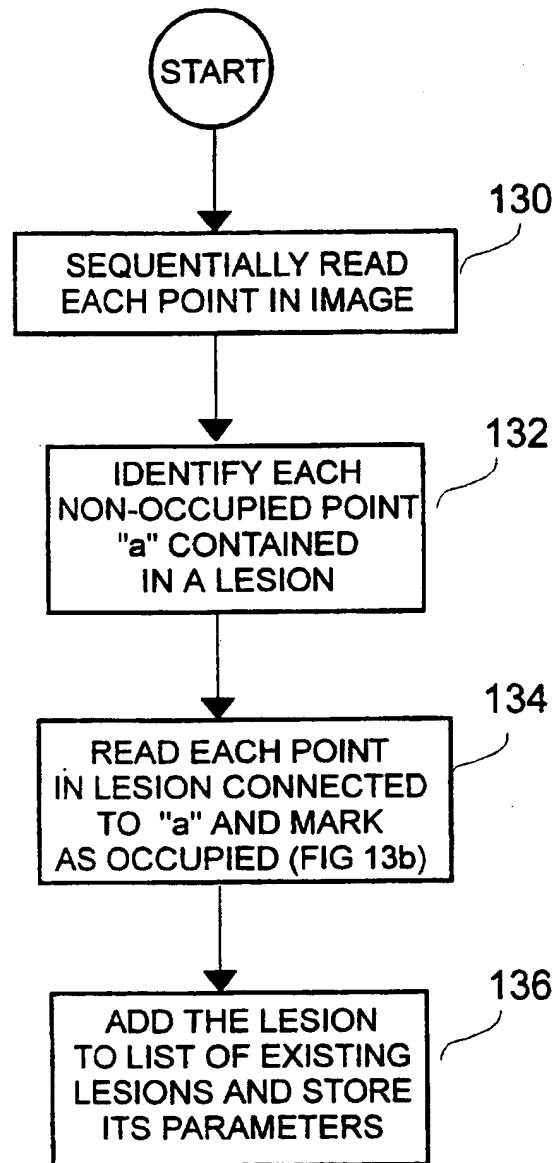 START
130
SEQUENTIALLY READ
EACH POINT IN IMAGE
132
IDENTIFY EACH
NON-OCCUPIED POINT
"a" CONTAINED
IN A LESION
134
READ EACH POINT
IN LESION CONNECTED
TO "a" AND MARK
AS OCCUPIED (FIG 13b)
136
ADD THE LESION
TO LIST OF EXISTING
LESIONS AND STORE
ITS PARAMETERS